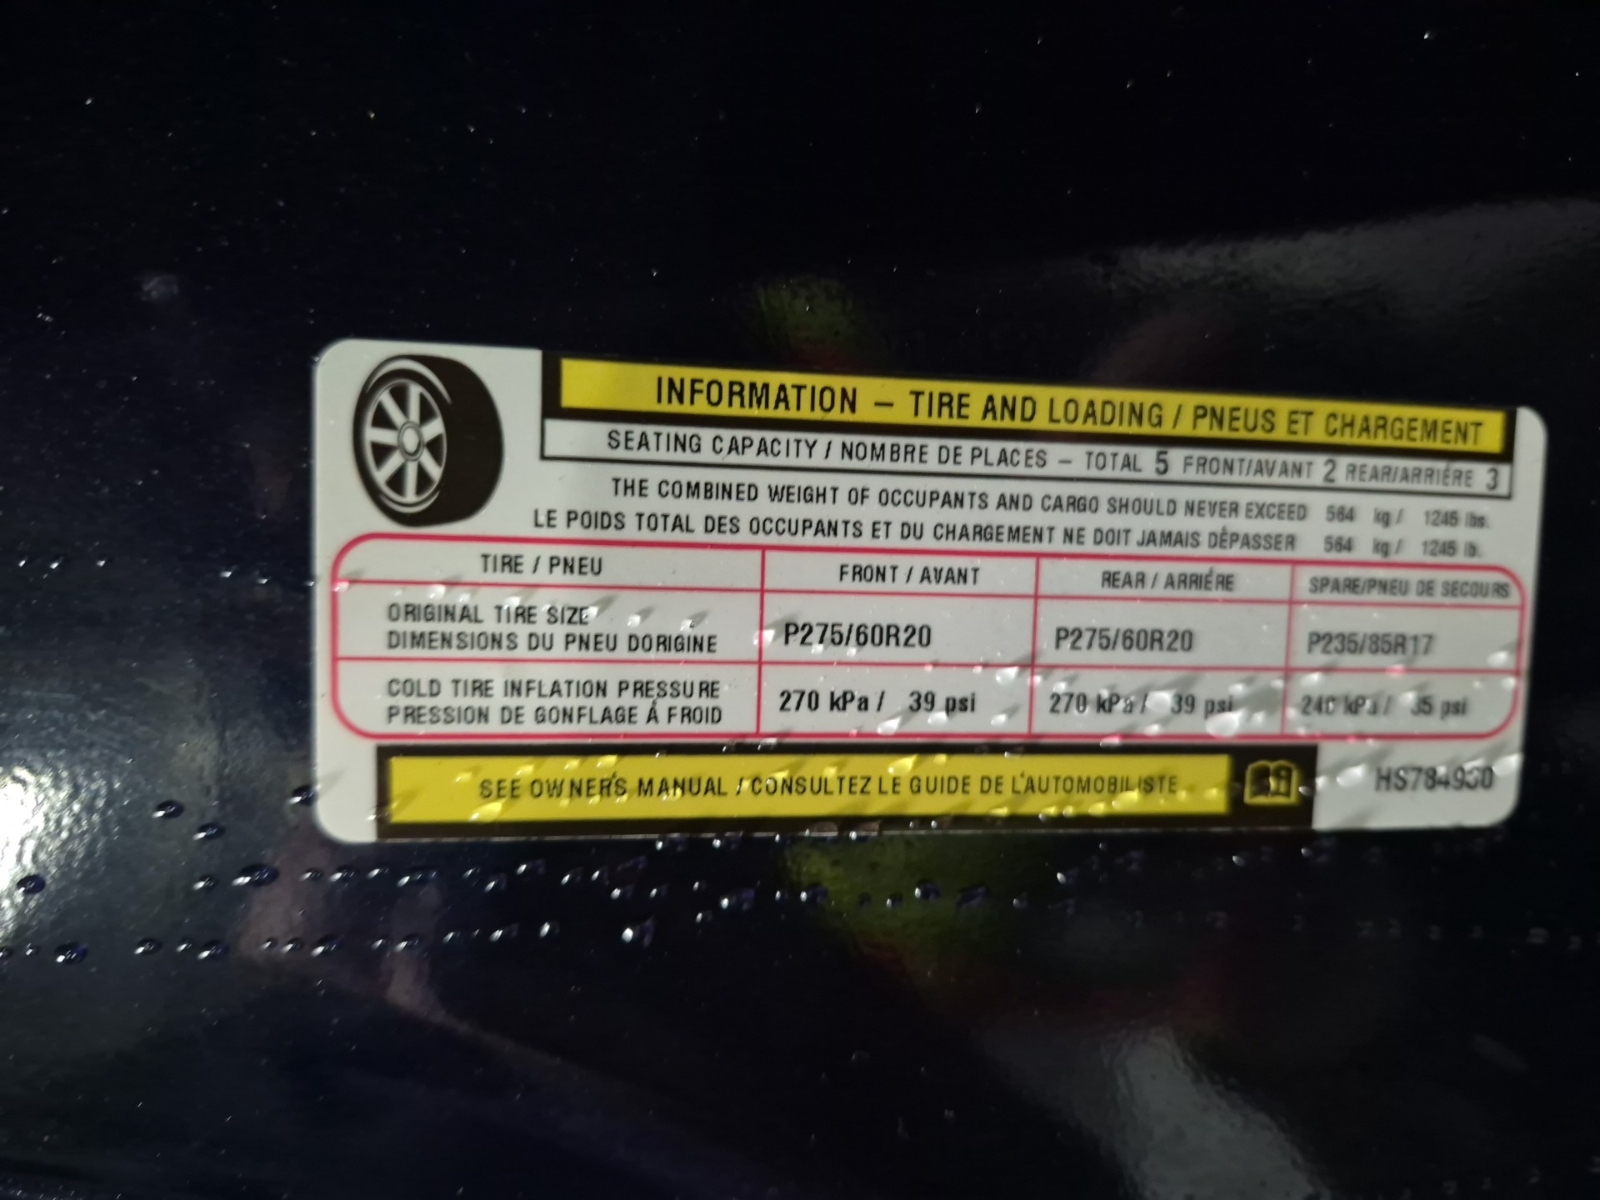 INFORMATION – TIRE AND LOADING / PNEUS ET CHARGEMENT
SEATING CAPACITY / NOMBRE DE PLACES – TOTAL 5 FRONT/AVANT 2 REAR/ARRIÉRE 3
THE COMBINED WEIGHT OF OCCUPANTS AND CARGO SHOULD NEVER EXCEED 564 kg / 1245 lbs.
LE POIDS TOTAL DES OCCUPANTS ET DU CHARGEMENT NE DOIT JAMAIS DÉPASSER 564 kg / 1245 lb.
TIRE / PNEU FRONT / AVANT REAR / ARRIÉRE SPARE/PNEU DE SECOURS
ORIGINAL TIRE SIZE
DIMENSIONS DU PNEU DORIGINE P275/60R20 P275/60R20 P235/85R17
COLD TIRE INFLATION PRESSURE
PRESSION DE GONFLAGE Á FROID 270 kPa / 39 psi 270 kPa / 39 psi 240 kPa / 35 psi
SEE OWNER'S MANUAL / CONSULTEZ LE GUIDE DE L'AUTOMOBILISTE